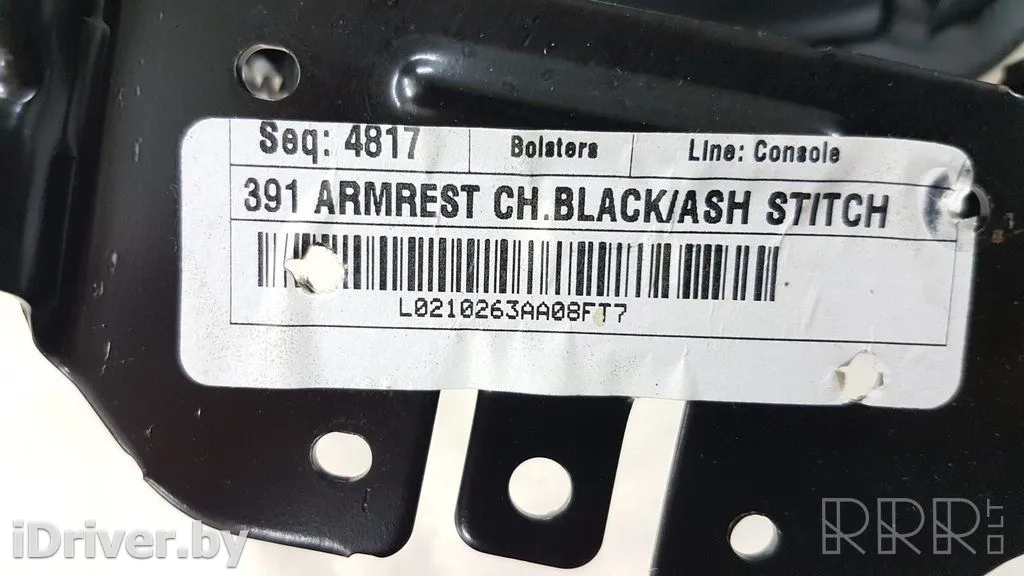 Seq: 4817 Bolsters Line: Console
391 ARMREST CH.BLACK/ASH STITCH
L0210263AA08FT7
iDriver.by
RRR.LT